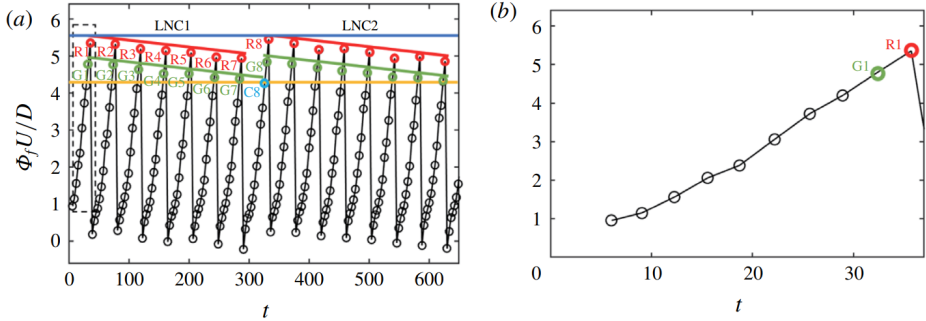 (a)
LNC1 LNC2
6
5
4
3
2
1
0
Φ_f U/D
R1 R2 R3 R4 R5 R6 R7 R8
G1 G2 G3 G4 G5 G6 G7 G8
C8
0 100 200 300 400 500 600
t
(b)
6
5
4
3
2
1
0
G1 R1
10 20 30
t